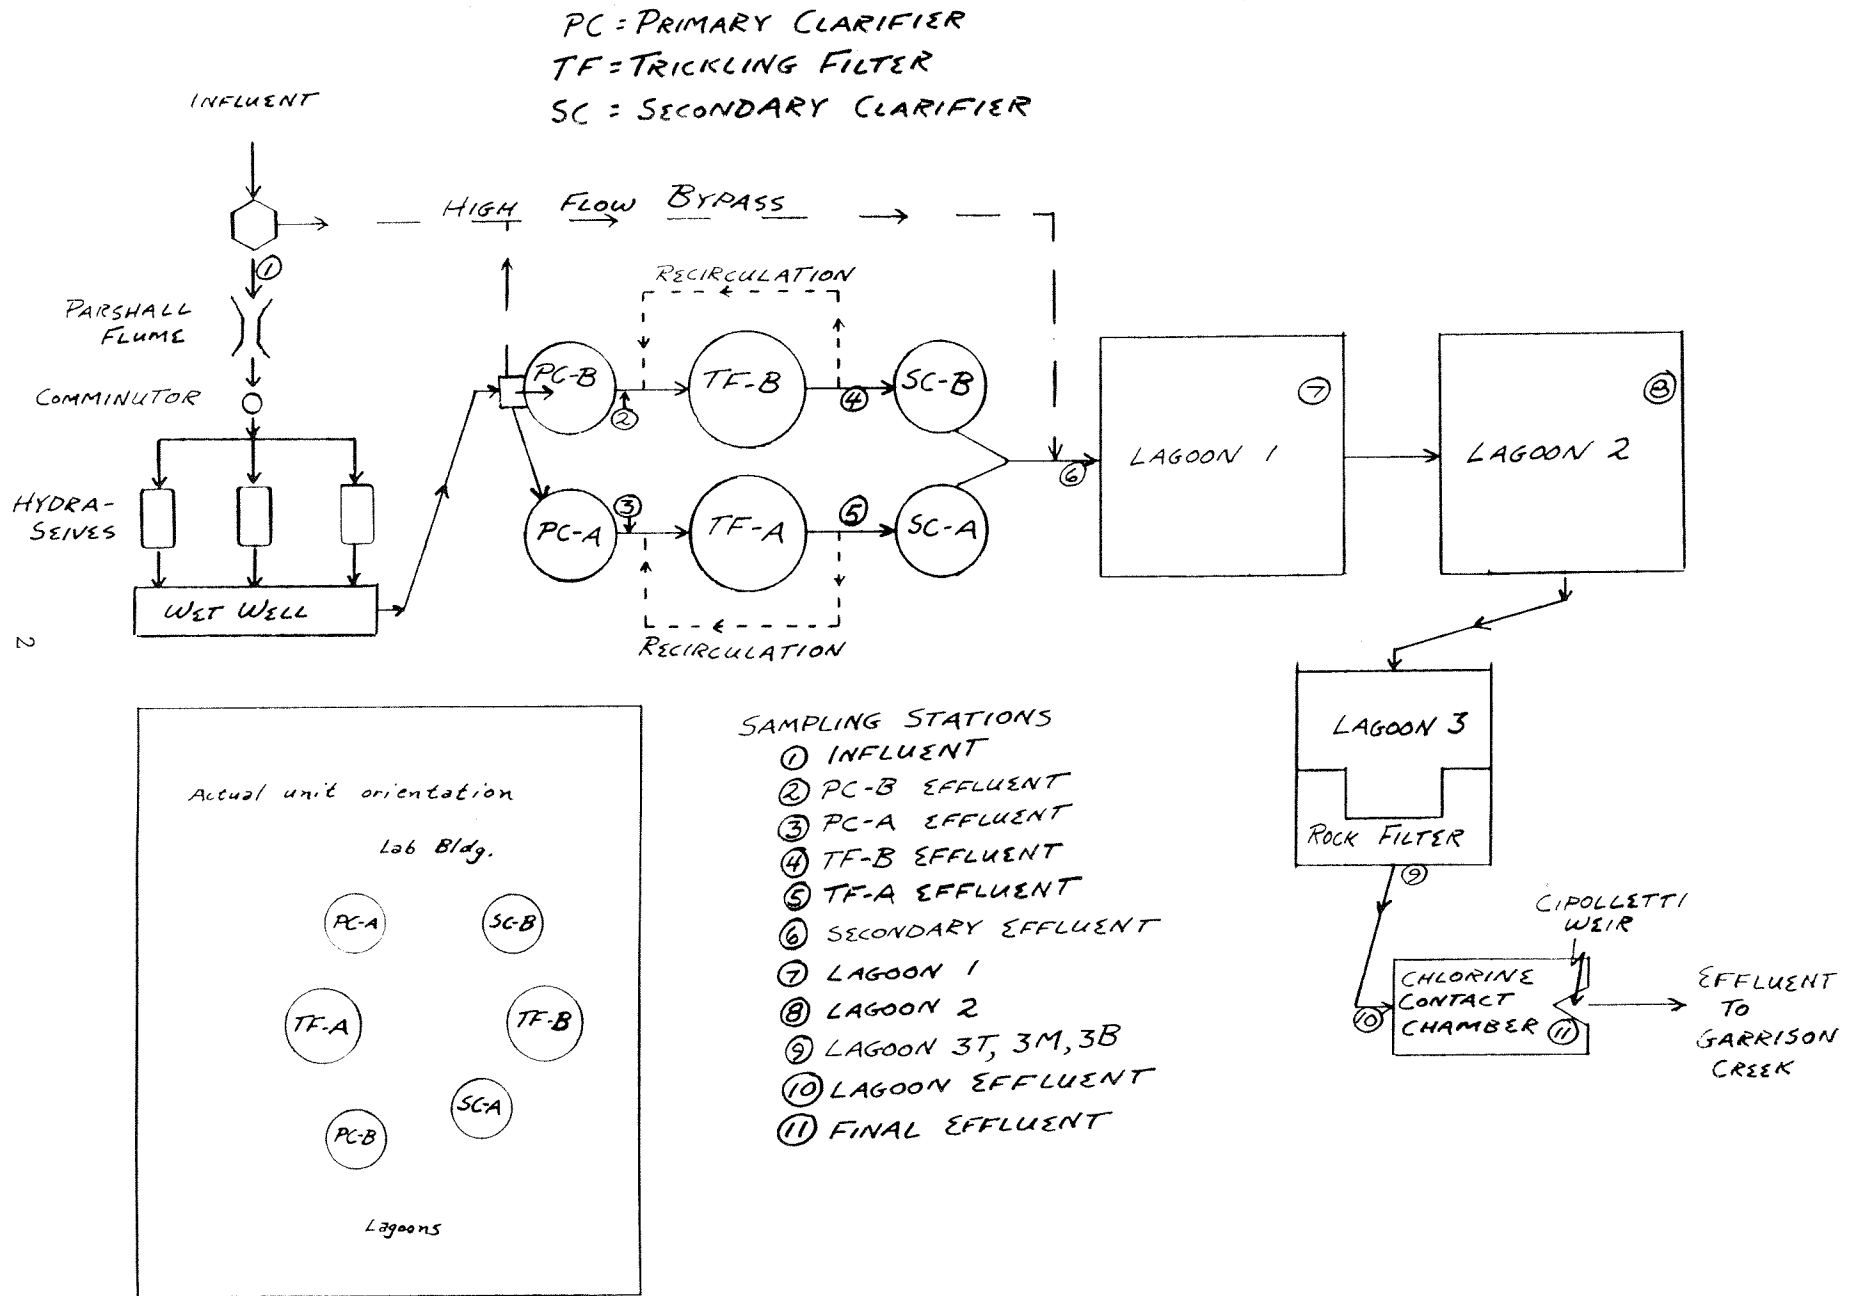 PC = PRIMARY CLARIFIER
TF = TRICKLING FILTER
SC = SECONDARY CLARIFIER
INFLUENT
HIGH FLOW BYPASS
1
RECIRCULATION
PARSHALL
FLUME
COMMINUTOR
PC-B
TF-B
SC-B
2
4
7
8
LAGOON 1
LAGOON 2
6
HYDRA-
SEIVES
3
5
PC-A
TF-A
SC-A
WET WELL
RECIRCULATION
2
LAGOON 3
ROCK FILTER
9
CIPOLLETTI
WEIR
CHLORINE
CONTACT
CHAMBER
10
11
EFFLUENT
TO
GARRISON
CREEK
SAMPLING STATIONS
1 INFLUENT
2 PC-B EFFLUENT
3 PC-A EFFLUENT
4 TF-B EFFLUENT
5 TF-A EFFLUENT
6 SECONDARY EFFLUENT
7 LAGOON 1
8 LAGOON 2
9 LAGOON 3T, 3M, 3B
10 LAGOON EFFLUENT
11 FINAL EFFLUENT
Actual unit orientation
Lab Bldg.
PC-A
SC-B
TF-A
TF-B
SC-A
PC-B
Lagoons